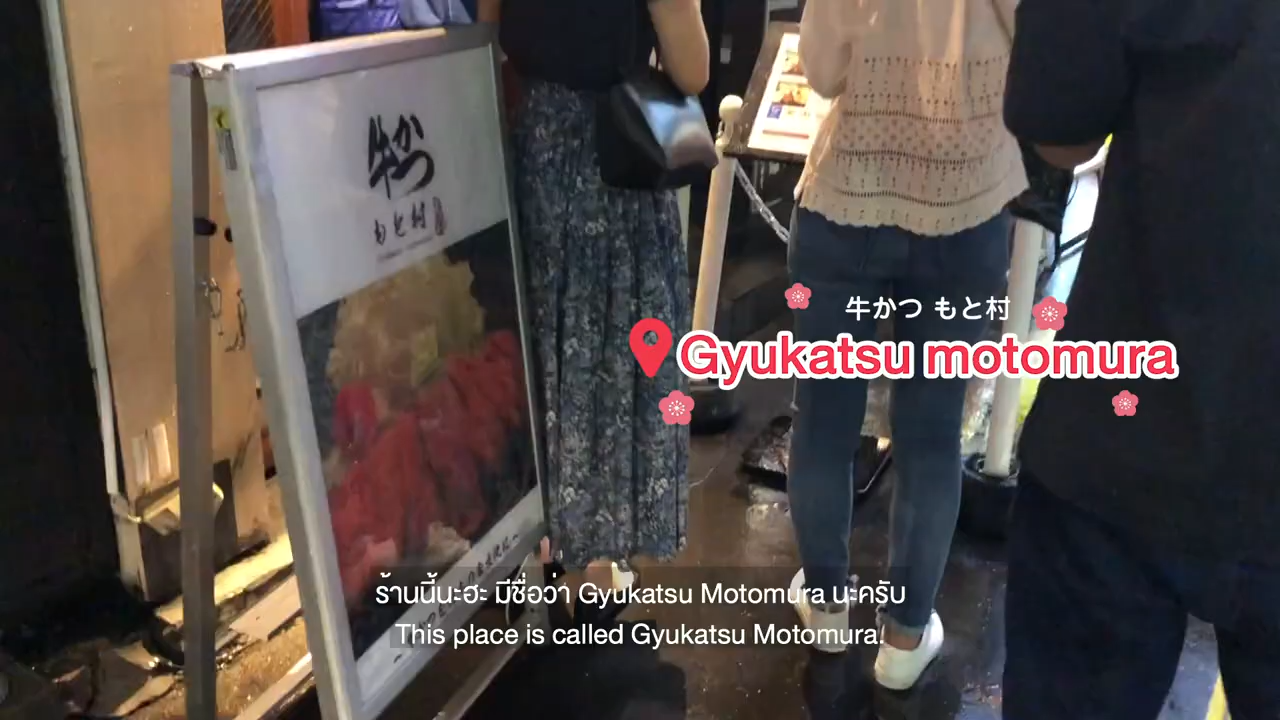 牛かつ
もと村
牛かつ もと村
Gyukatsu motomura
ร้านนี้นะฮะ มีชื่อว่า Gyukatsu Motomura นะครับ
This place is called Gyukatsu Motomura.